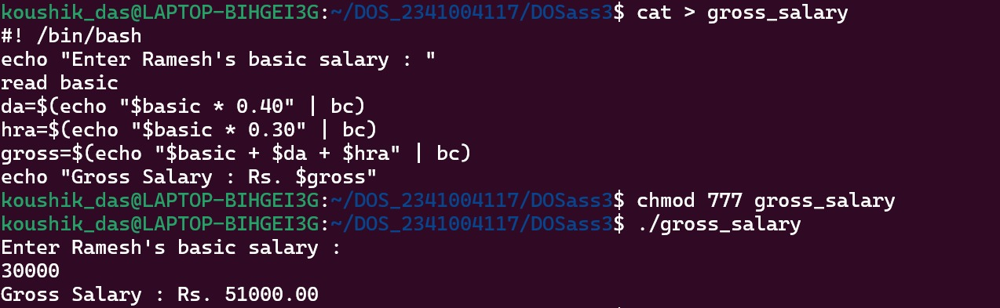 koushik_das@LAPTOP-BIHGEI3G:~/DOS_2341004117/DOSass3$ cat > gross_salary
#! /bin/bash
echo "Enter Ramesh's basic salary : "
read basic
da=$(echo "$basic * 0.40" | bc)
hra=$(echo "$basic * 0.30" | bc)
gross=$(echo "$basic + $da + $hra" | bc)
echo "Gross Salary : Rs. $gross"
koushik_das@LAPTOP-BIHGEI3G:~/DOS_2341004117/DOSass3$ chmod 777 gross_salary
koushik_das@LAPTOP-BIHGEI3G:~/DOS_2341004117/DOSass3$ ./gross_salary
Enter Ramesh's basic salary :
30000
Gross Salary : Rs. 51000.00